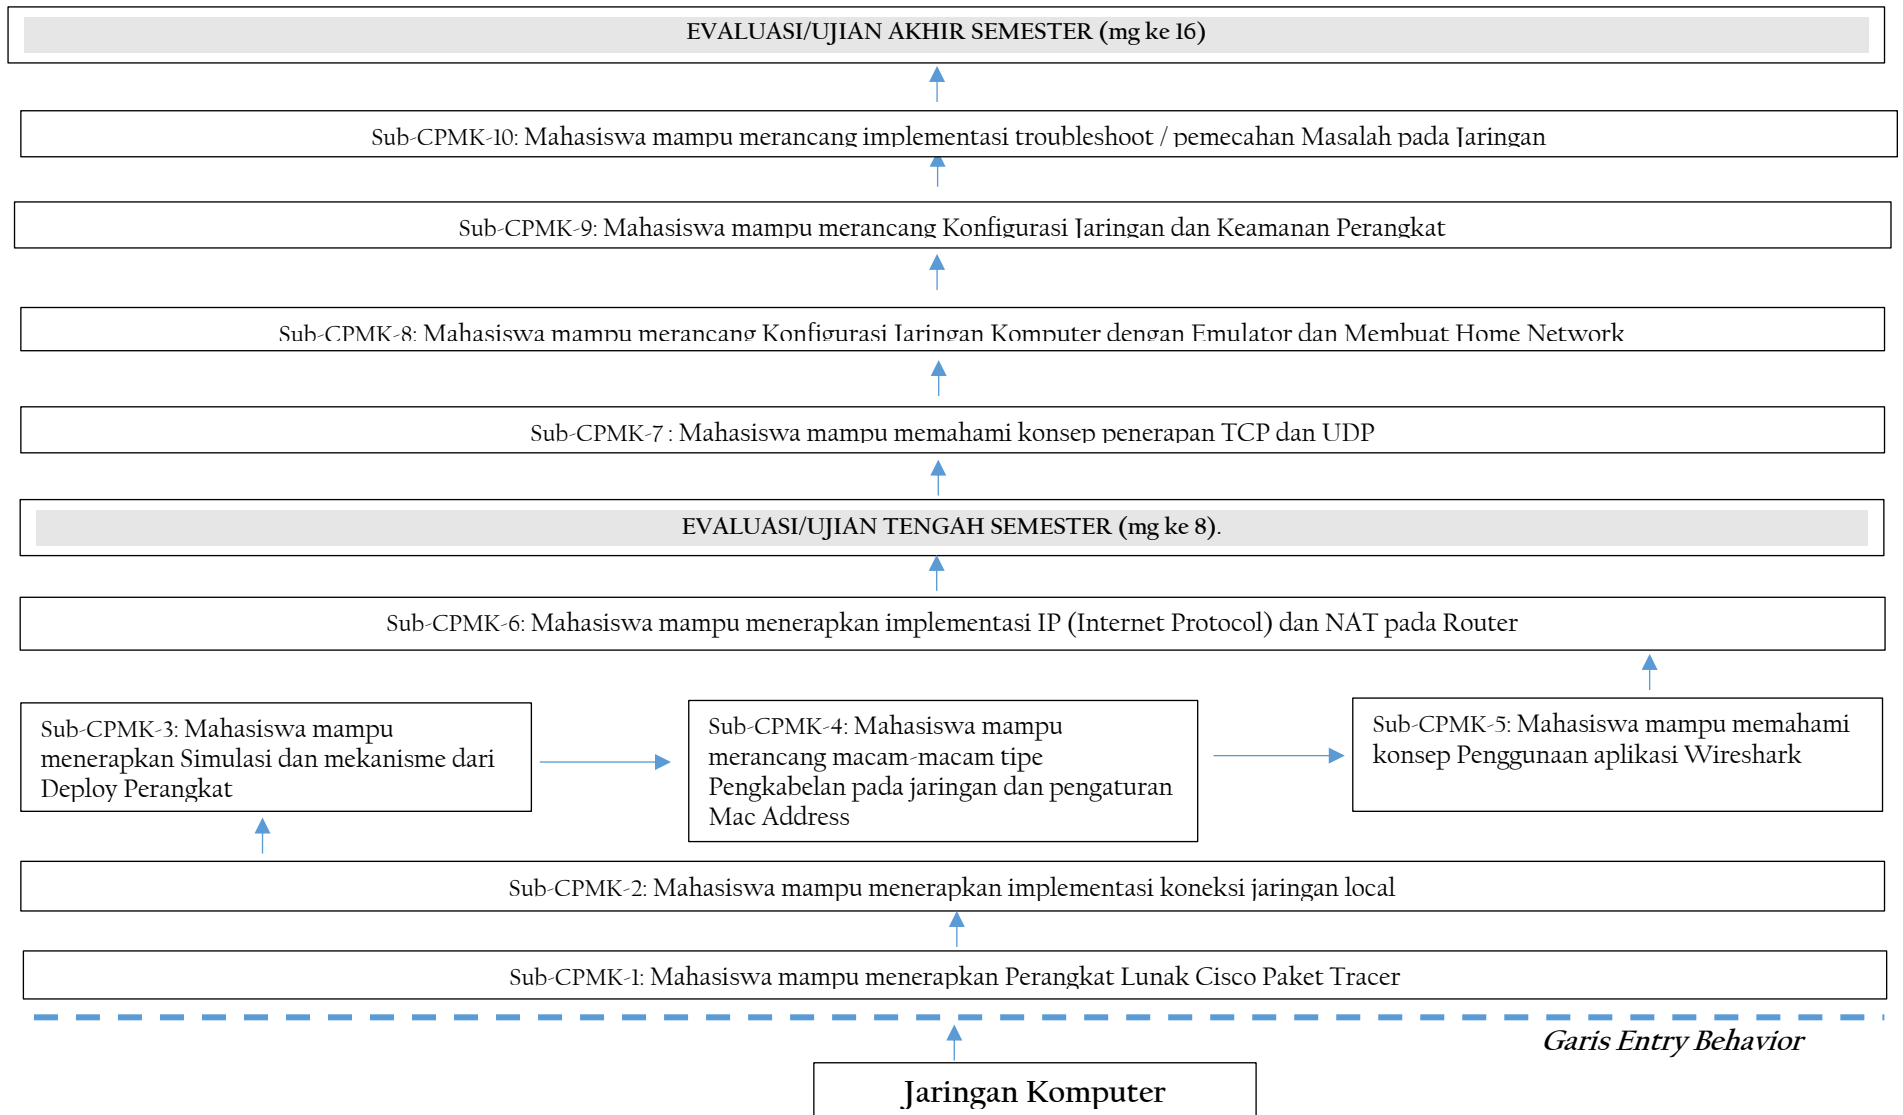 EVALUASI/UJIAN AKHIR SEMESTER (mg ke 16)
Sub-CPMK-10: Mahasiswa mampu merancang implementasi troubleshoot / pemecahan Masalah pada Jaringan
Sub-CPMK-9: Mahasiswa mampu merancang Konfigurasi Jaringan dan Keamanan Perangkat
Sub-CPMK-8: Mahasiswa mampu merancang Konfigurasi Jaringan Komputer dengan Emulator dan Membuat Home Network
Sub-CPMK-7 : Mahasiswa mampu memahami konsep penerapan TCP dan UDP
EVALUASI/UJIAN TENGAH SEMESTER (mg ke 8).
Sub-CPMK-6: Mahasiswa mampu menerapkan implementasi IP (Internet Protocol) dan NAT pada Router
Sub-CPMK-3: Mahasiswa mampu
menerapkan Simulasi dan mekanisme dari
Deploy Perangkat
Sub-CPMK-4: Mahasiswa mampu
merancang macam-macam tipe
Pengkabelan pada jaringan dan pengaturan
Mac Address
Sub-CPMK-5: Mahasiswa mampu memahami
konsep Penggunaan aplikasi Wireshark
Sub-CPMK-2: Mahasiswa mampu menerapkan implementasi koneksi jaringan local
Sub-CPMK-1: Mahasiswa mampu menerapkan Perangkat Lunak Cisco Paket Tracer
Garis Entry Behavior
Jaringan Komputer